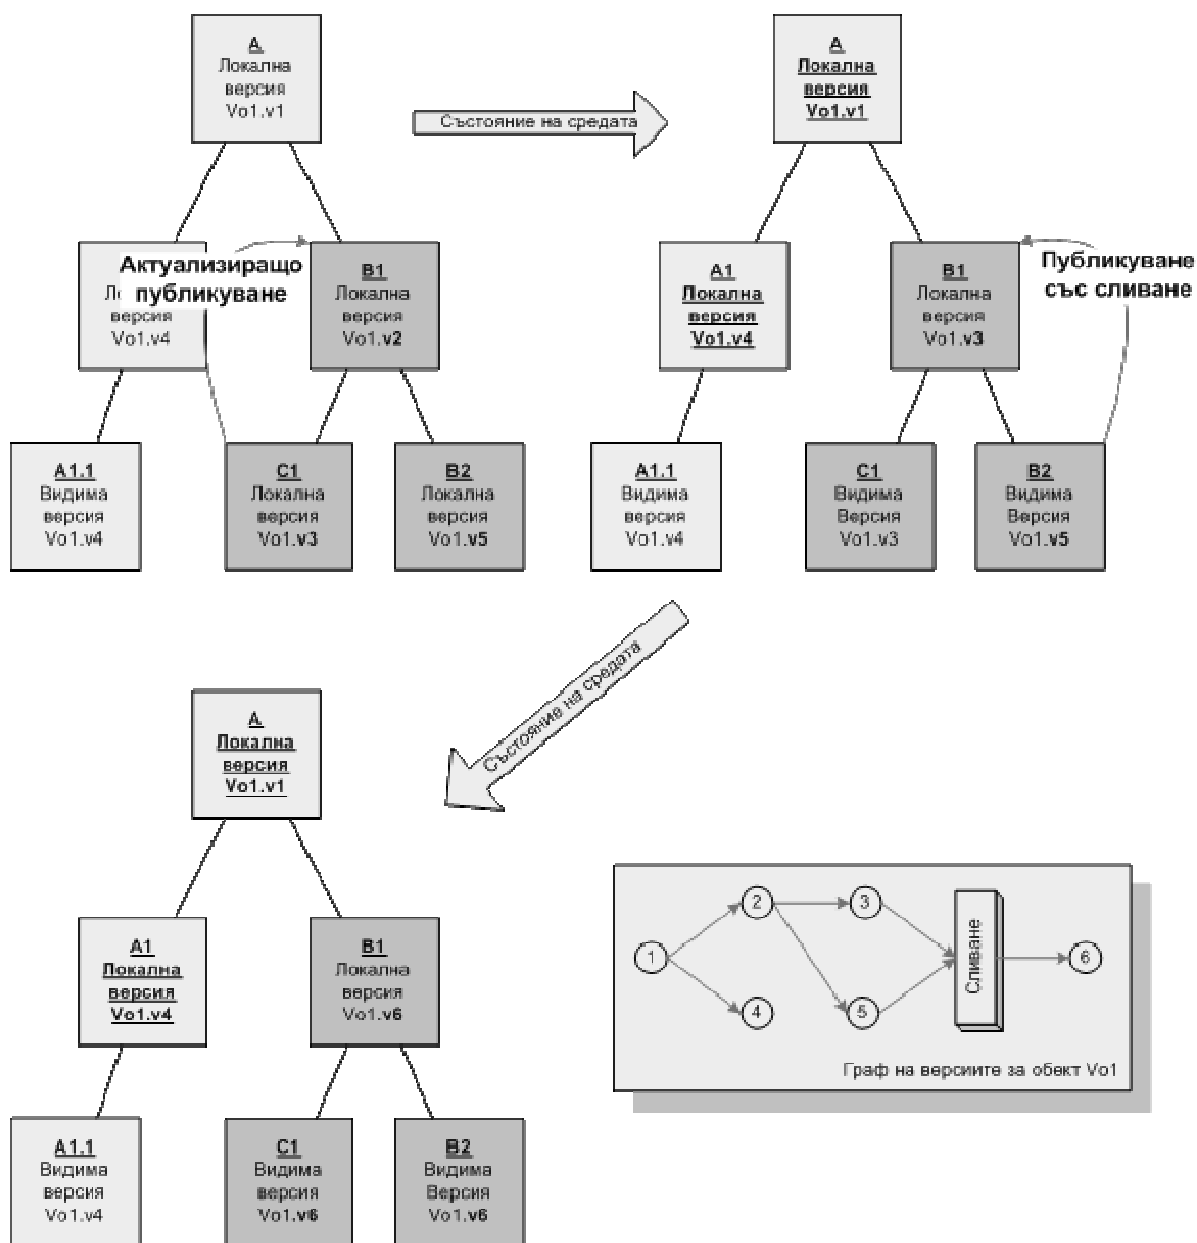 A
Локална
версия
Vo1.v1
Състояние на средата
A
Локална
версия
Vo1.v1
Актуализиращо
публикуване
версия
Vo1.v4
B1
Локална
версия
Vo1.v2
A1
Локална
версия
Vo1.v4
B1
Локална
версия
Vo1.v3
Публикуване
със сливане
A1.1
Видима
версия
Vo1.v4
C1
Локална
версия
Vo1.v3
B2
Локална
версия
Vo1.v5
A1.1
Видима
версия
Vo1.v4
C1
Видима
Версия
Vo1.v3
B2
Видима
Версия
Vo1.v5
Състояние на средата
A
Локална
версия
Vo1.v1
A1
Локална
версия
Vo1.v4
B1
Локална
версия
Vo1.v6
A1.1
Видима
версия
Vo1.v4
C1
Видима
версия
Vo1.v6
B2
Видима
Версия
Vo1.v6
1
2
3
4
5
Сливане
6
Граф на версиите за обект Vo1